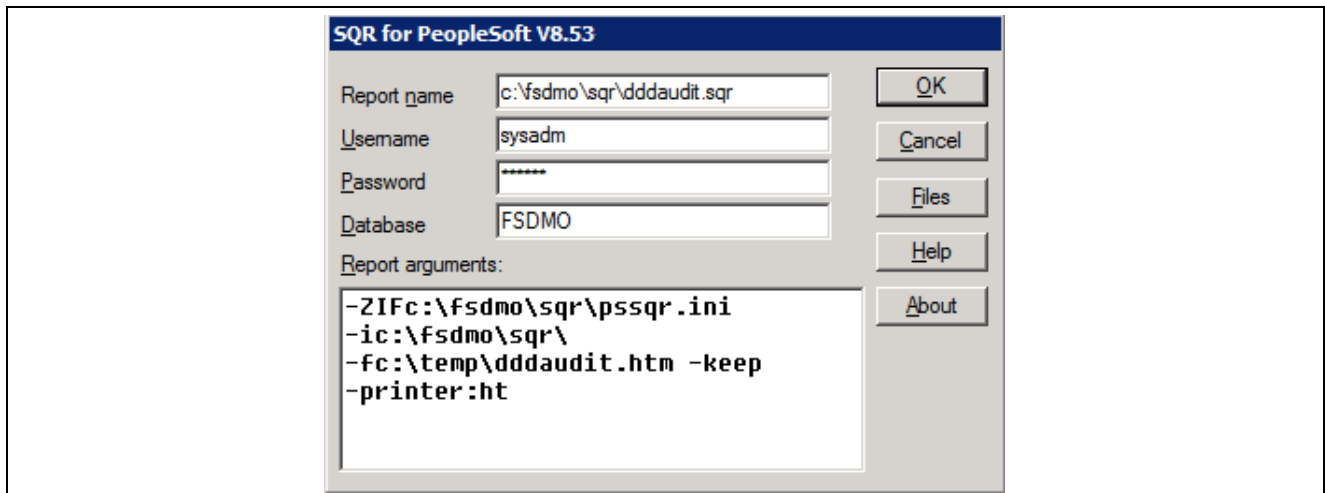 SQR for PeopleSoft V8.53
Report name c:\fsdmo\sqr\dddaudit.sqr OK
Username sysadm Cancel
Password ******
Files
Database FSDMO
Report arguments: Help
-ZIFc:\fsdmo\sqr\pssqr.ini About
-ic:\fsdmo\sqr\
-fc:\temp\dddaudit.htm -keep
-printer:ht